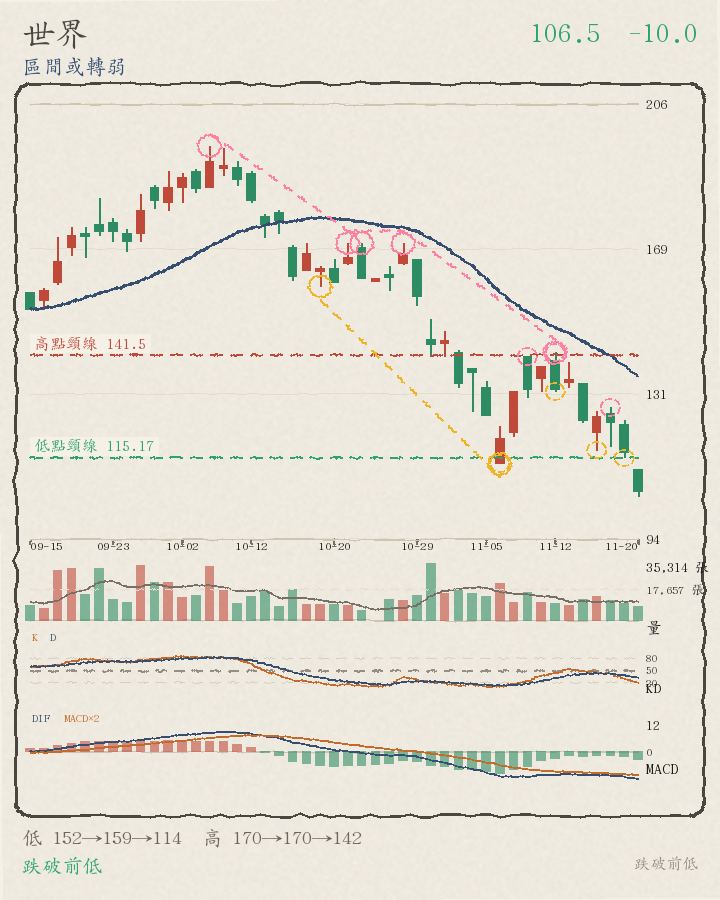 世界
106.5 -10.0
區間或轉弱
206
169
高點頸線 141.5
131
低點頸線 115.17
94
09-15 09-23 10-02 10-12 10-20 10-29 11-05 11-12 11-20
35,314 張
17,657 張
量
K D
80
50
20
KD
DIF MACD×2
12
0
MACD
低 152→159→114 高 170→170→142
跌破前低
跌破前低